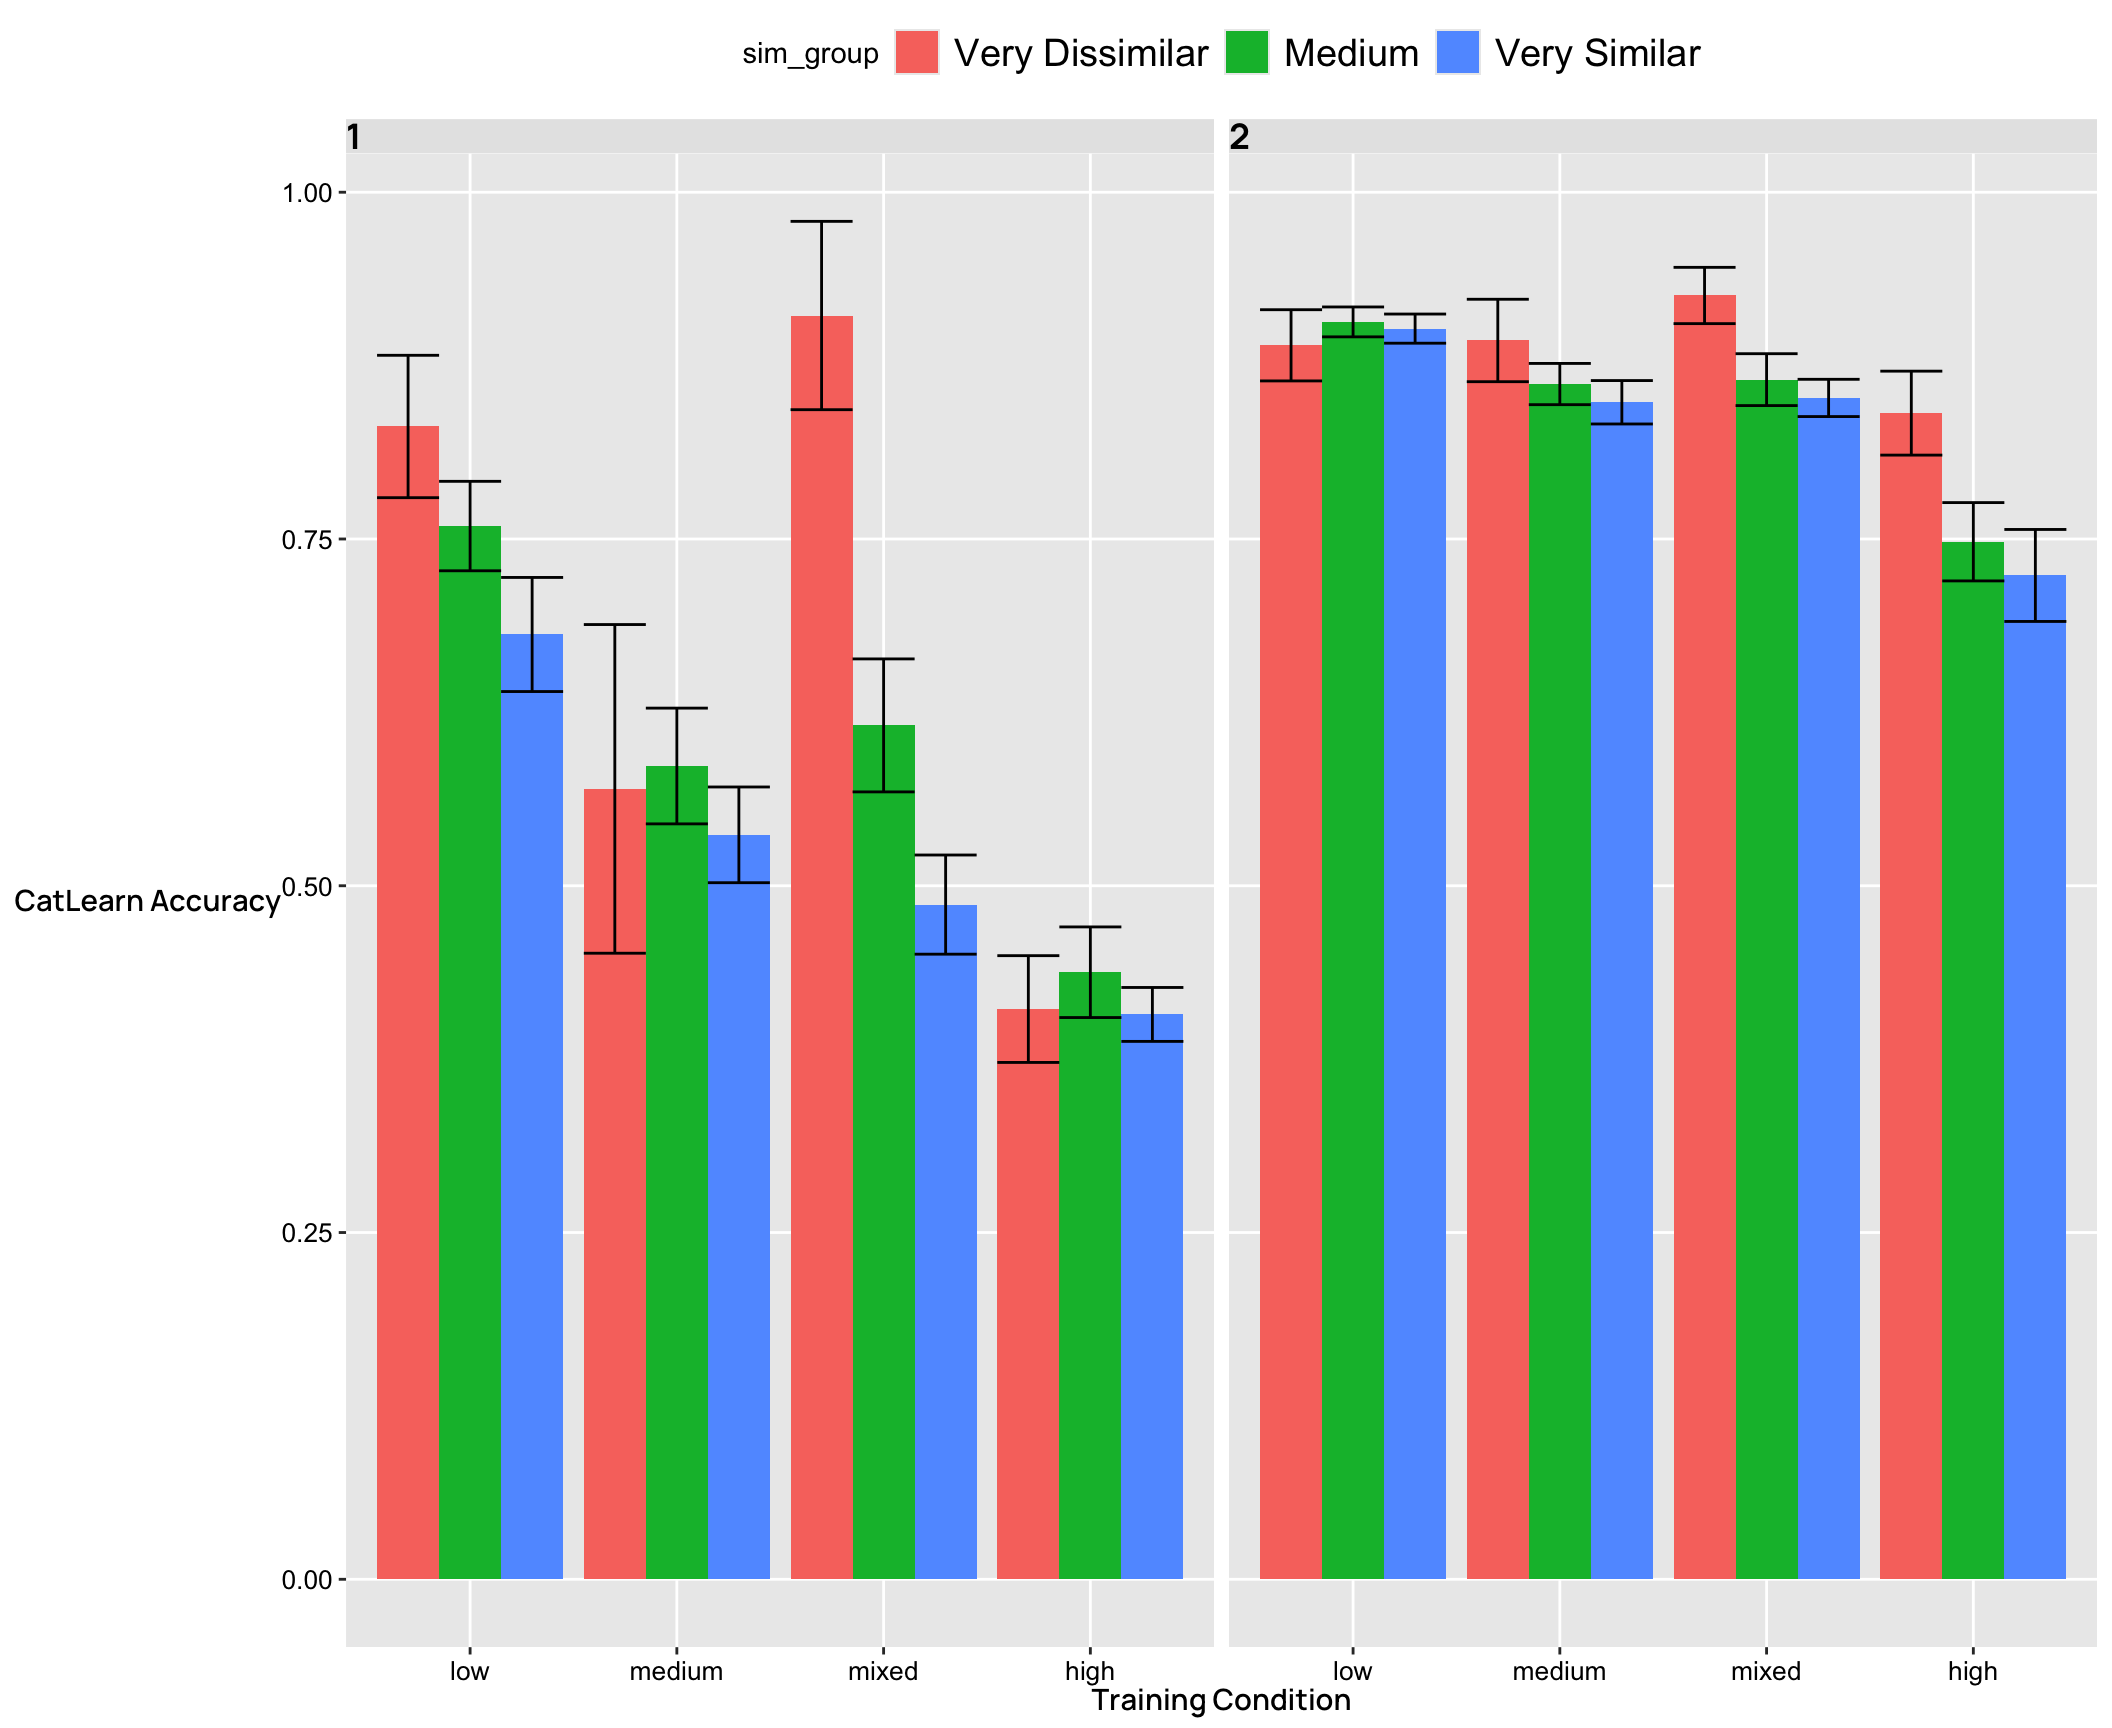 sim_group Very Dissimilar Medium Very Similar
1 2
1.00
0.75
0.50
0.25
0.00
CatLearn Accuracy
low medium mixed high low medium mixed high
Training Condition